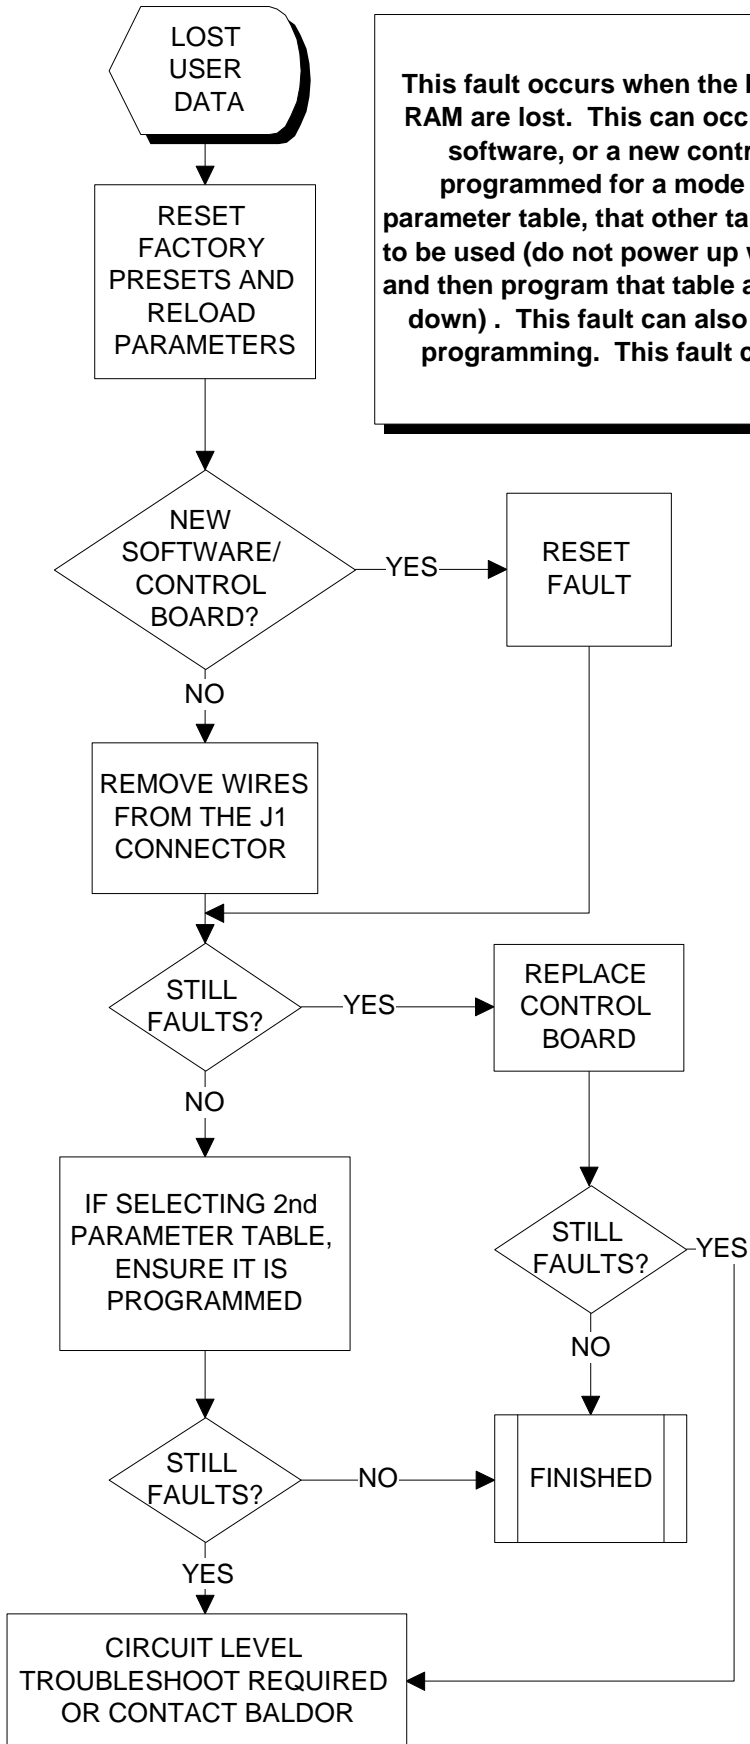 LOST
USER
DATA
This fault occurs when the
RAM are lost. This can
software, or a new
programmed for a mode
parameter table, that other
to be used (do not power up
and then program that table
down) . This fault can also
programming. This fault
RESET
FACTORY
PRESETS AND
RELOAD
PARAMETERS
NEW
SOFTWARE/
CONTROL
BOARD?
YES
RESET
FAULT
NO
REMOVE WIRES
FROM THE J1
CONNECTOR
STILL
FAULTS?
YES
REPLACE
CONTROL
BOARD
NO
IF SELECTING 2nd
PARAMETER TABLE,
ENSURE IT IS
PROGRAMMED
STILL
FAULTS?
YES
NO
STILL
FAULTS?
NO
FINISHED
YES
CIRCUIT LEVEL
TROUBLESHOOT REQUIRED
OR CONTACT BALDOR